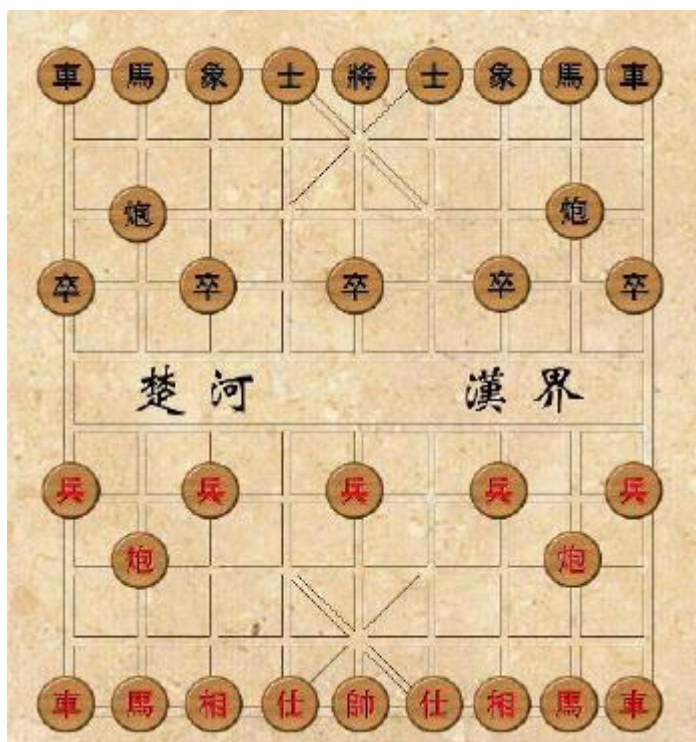 車馬象士將士象馬車
炮炮
卒卒卒卒卒
楚河 漢界
兵兵兵兵兵
炮炮
車馬相仕帥仕相馬車